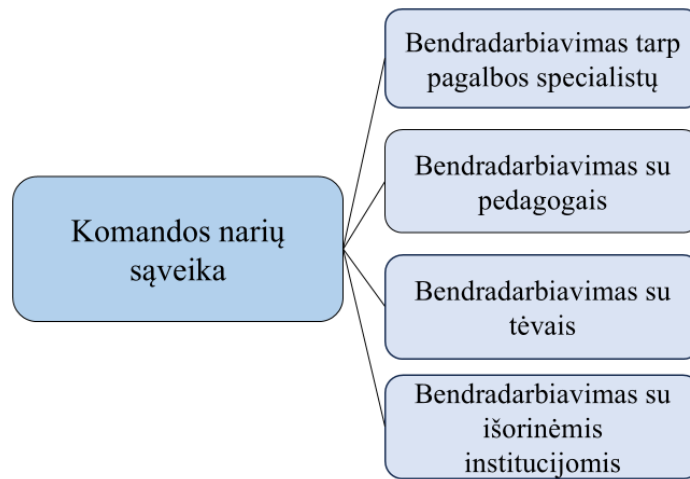 Bendradarbiavimas tarp
pagalbos specialistų
Bendradarbiavimas su
pedagogais
Komandos narių
sąveika
Bendradarbiavimas su
tėvais
Bendradarbiavimas su
išorinėmis
institucijomis